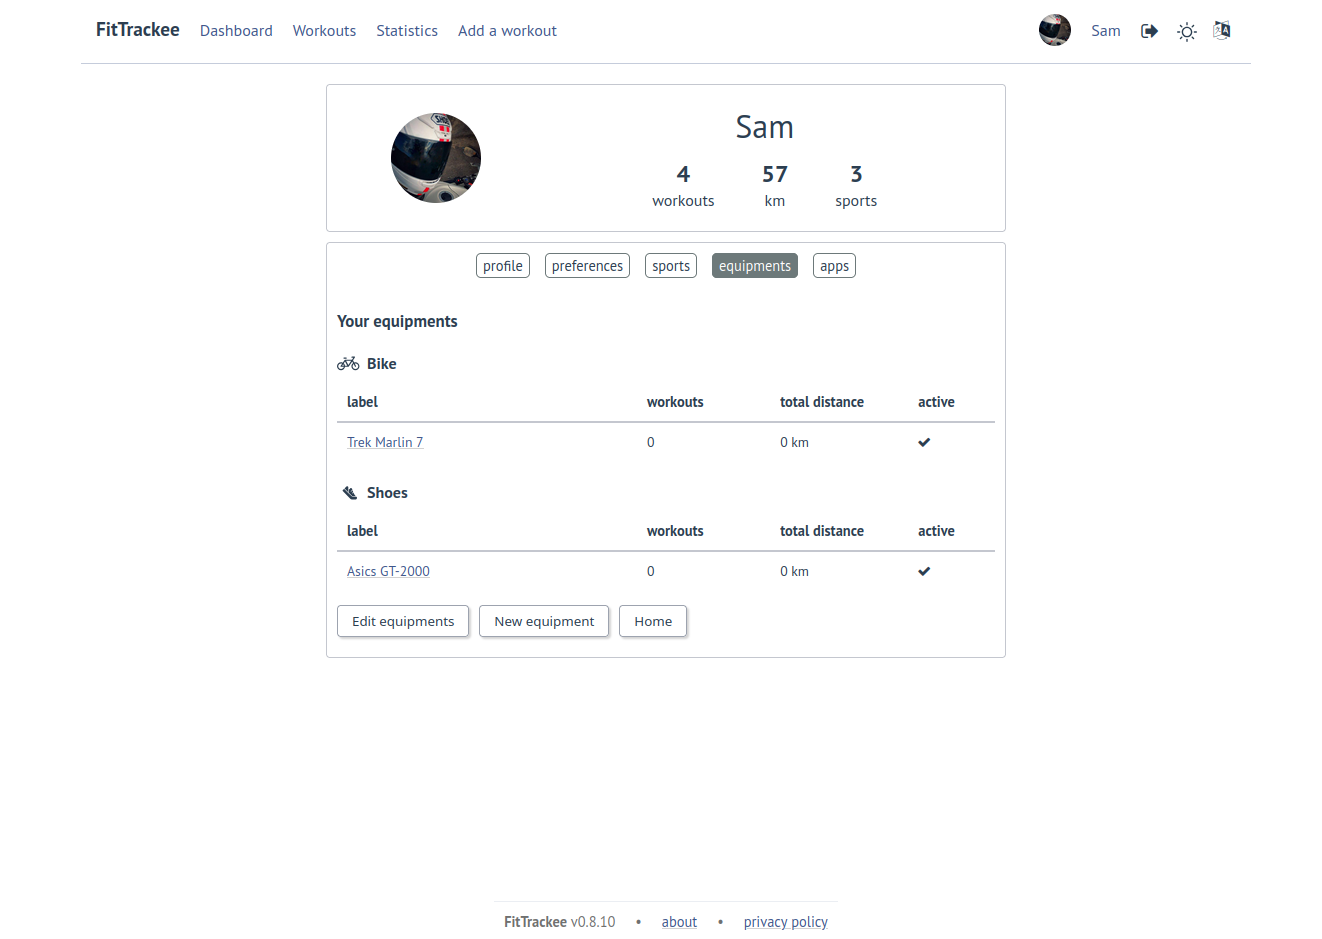 FitTrackee Dashboard Workouts Statistics Add a workout Sam
SHOE
Sam
4 57 3
workouts km sports
profile preferences sports equipments apps
Your equipments
Bike
label workouts total distance active
Trek Marlin 7 0 0 km
Shoes
label workouts total distance active
Asics GT-2000 0 0 km
Edit equipments New equipment Home
FitTrackee v0.8.10 • about • privacy policy